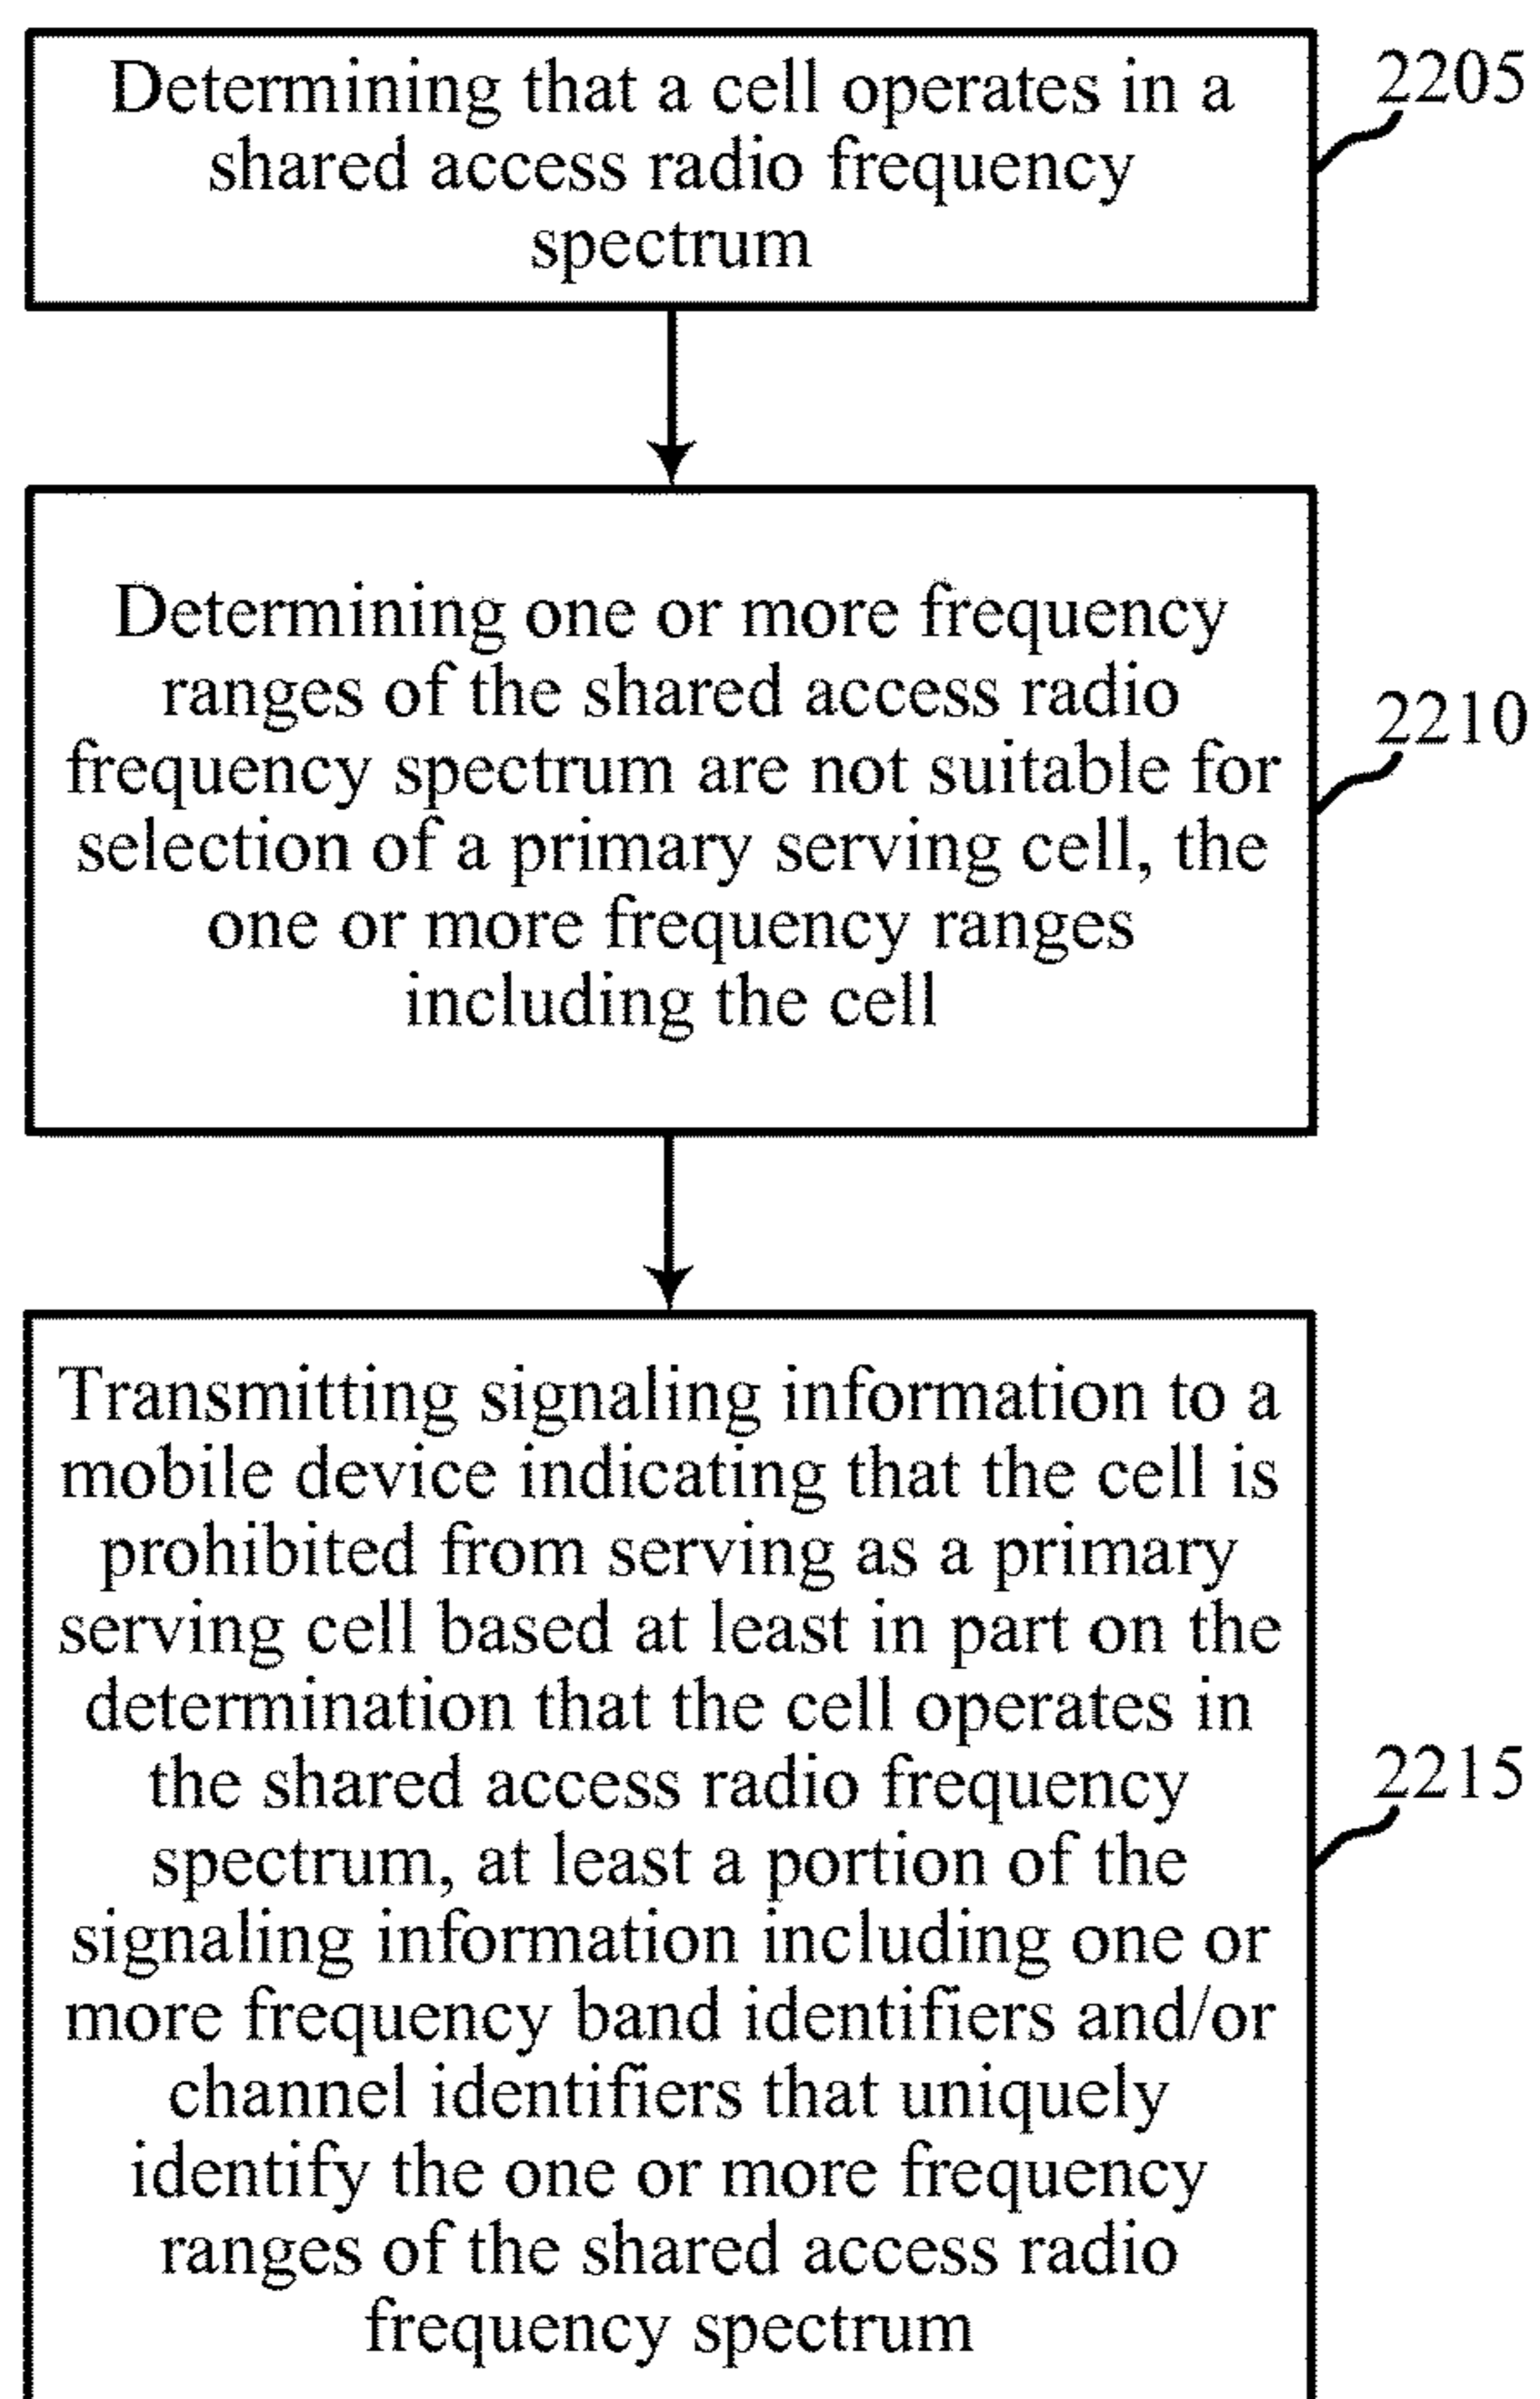 Determining that a cell operates in a
shared access radio frequency
spectrum
2205
Determining one or more frequency
ranges of the shared access radio
frequency spectrum are not suitable for
selection of a primary serving cell, the
one or more frequency ranges
including the cell
2210
Transmitting signaling information to a
mobile device indicating that the cell is
prohibited from serving as a primary
serving cell based at least in part on the
determination that the cell operates in
the shared access radio frequency
spectrum, at least a portion of the
signaling information including one or
more frequency band identifiers and/or
channel identifiers that uniquely
identify the one or more frequency
ranges of the shared access radio
frequency spectrum
2215